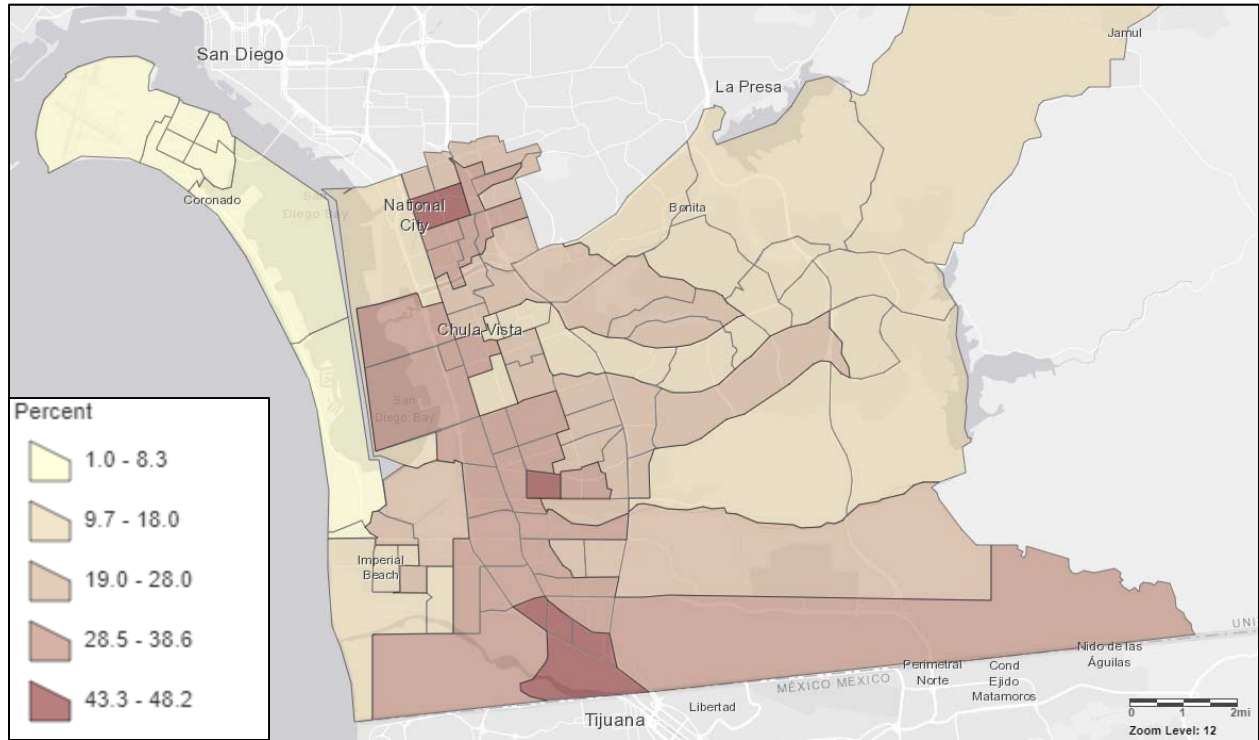 San Diego
Jamul
La Presa
Coronado
San
Diego Bay
National
City
Bonita
Chula Vista
San
Diego Bay
Percent
1.0 - 8.3
9.7 - 18.0
19.0 - 28.0
28.5 - 38.6
43.3 - 48.2
Imperial
Beach
UNI
Nido de las
Águilas
Perimetral
Norte
Cond
Ejido
Matamoros
MÉXICO MEXICO
Libertad
Tijuana
0 1 2mi
Zoom Level: 12